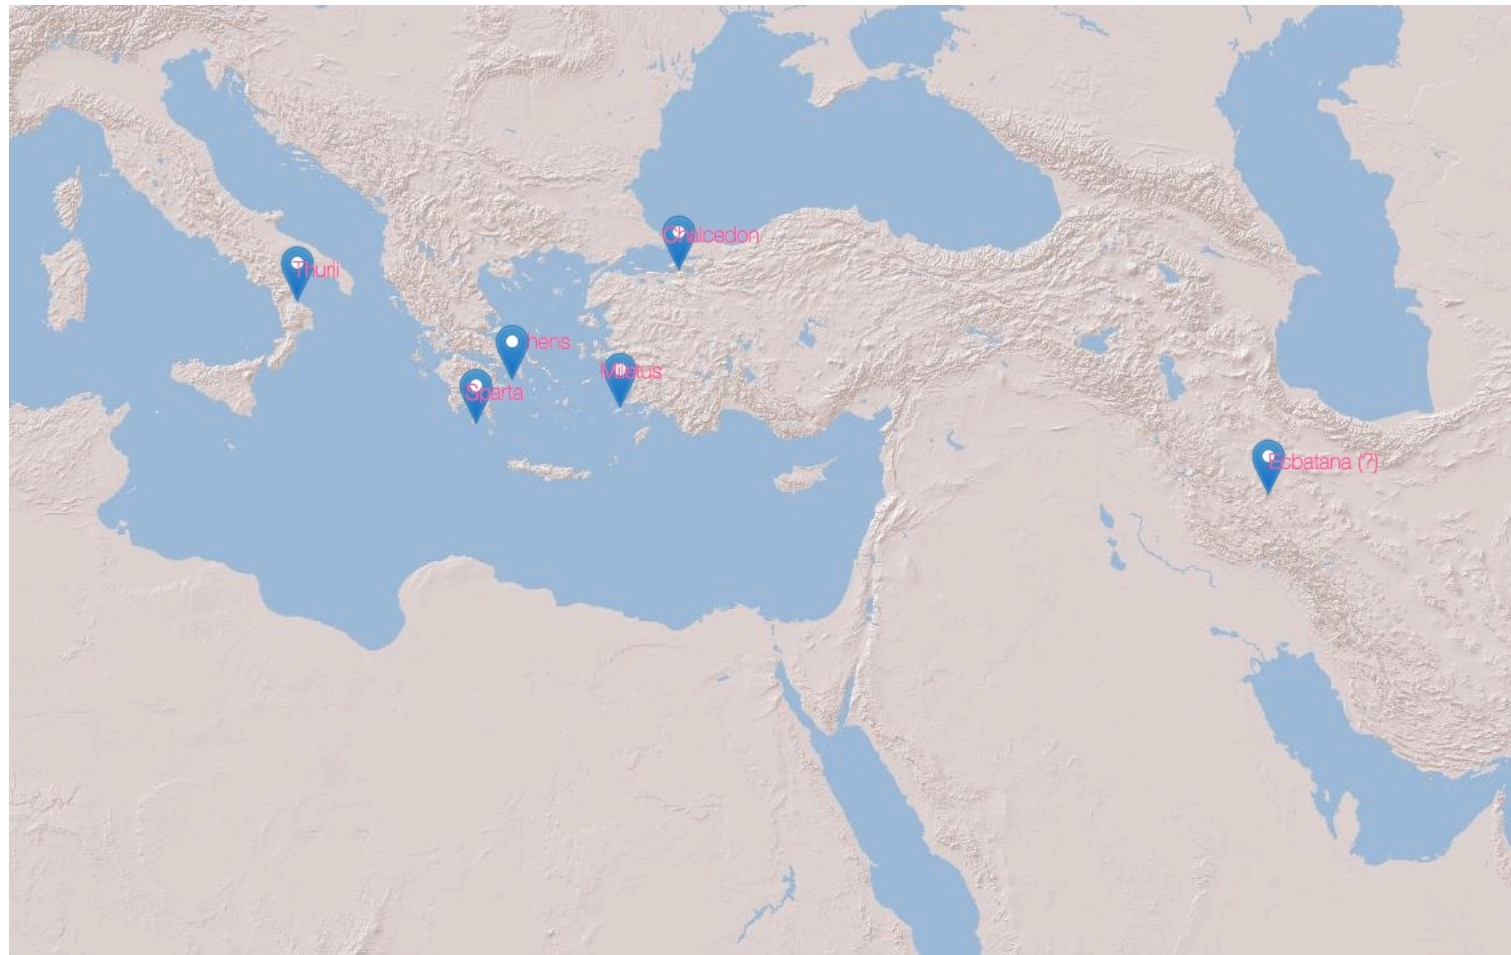 Chalcedon
Thurii
hens
Miletus
Sparta
Ecbatana (?)